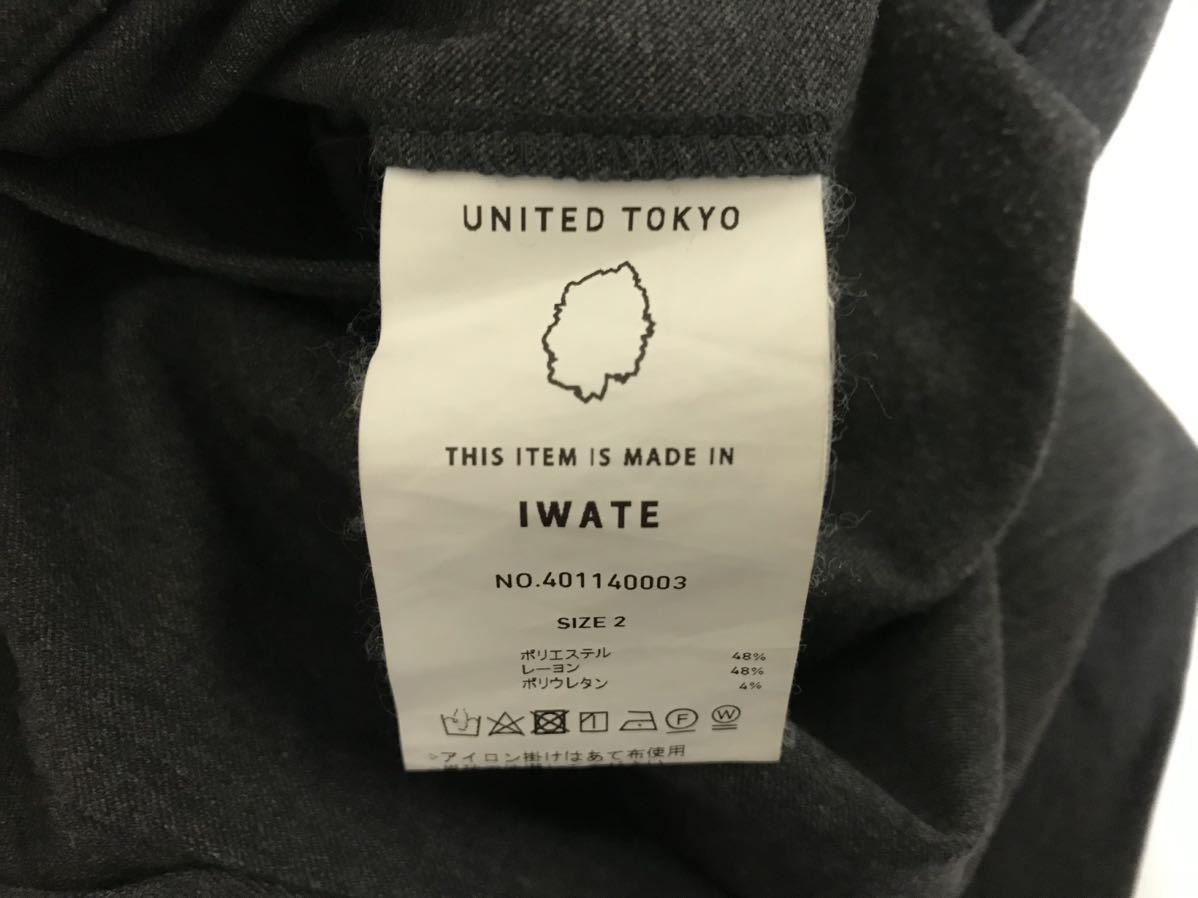 UNITED TOKYO
THIS ITEM IS MADE IN
IWATE
NO.401140003
SIZE 2
ポリエステル 48%
レーヨン 48%
ポリウレタン 4%
F W
アイロン掛けはあて布使用